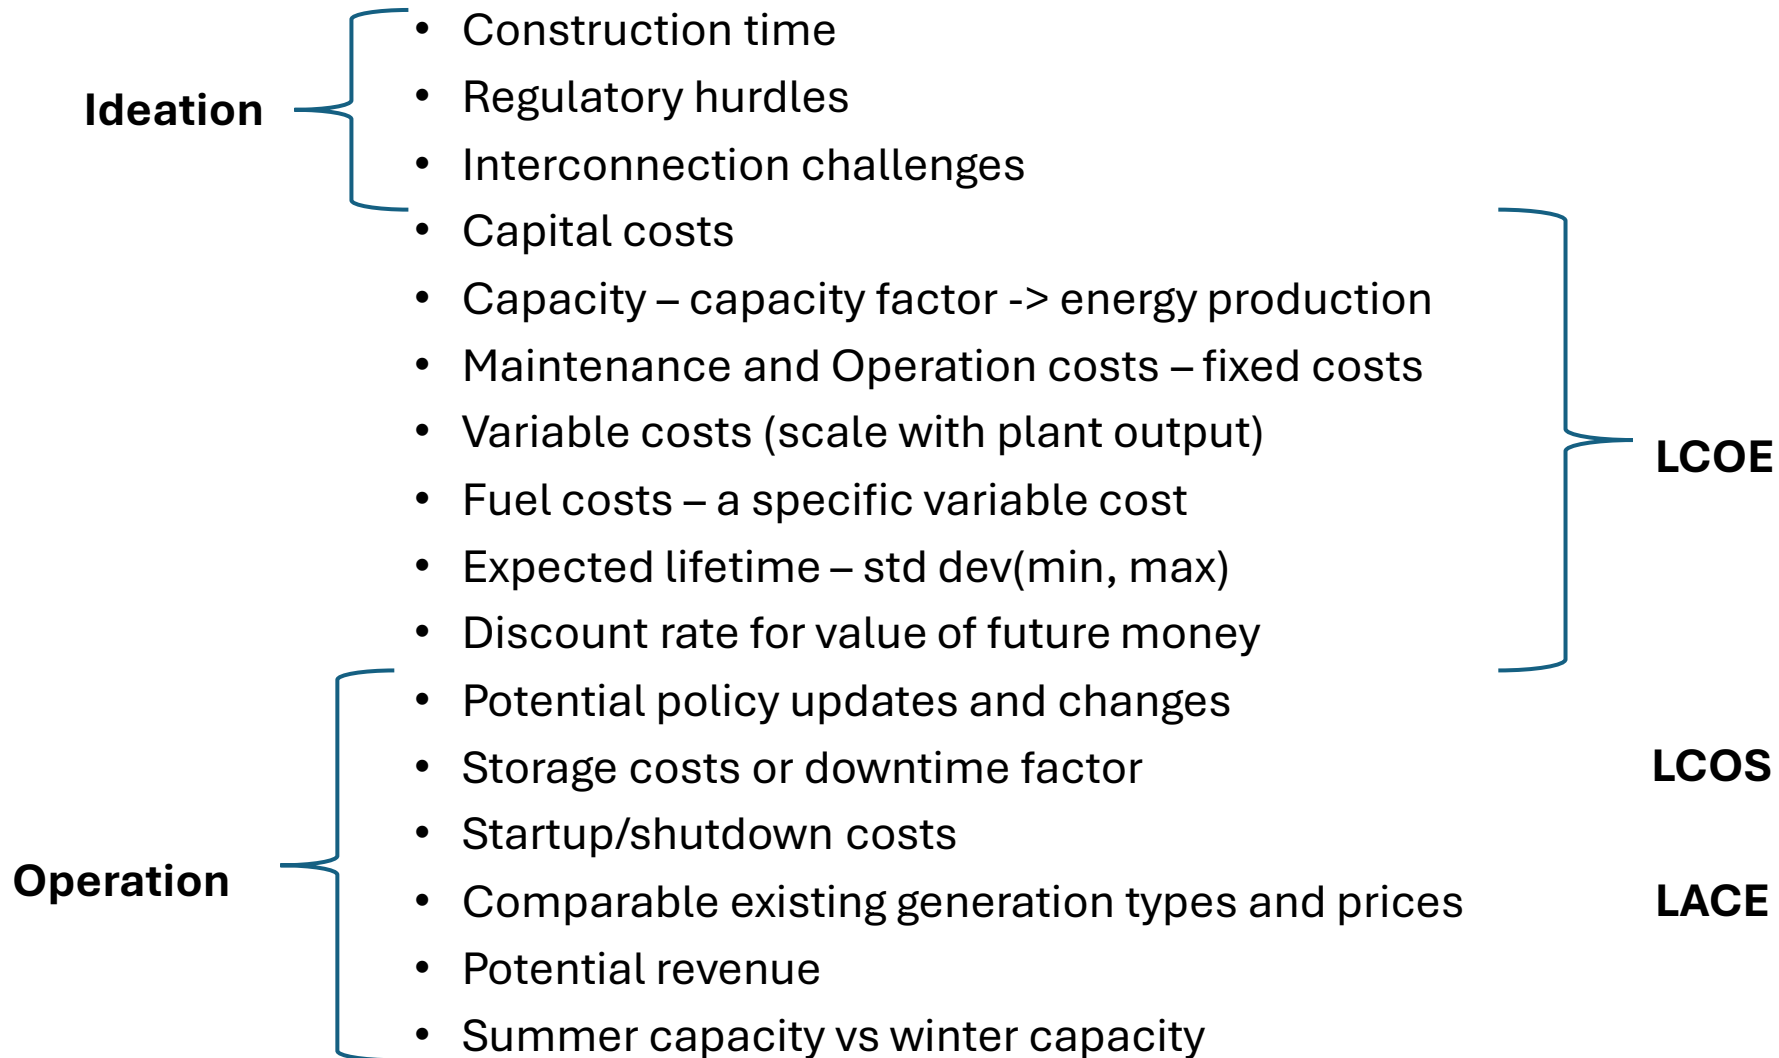 • Construction time
• Regulatory hurdles
Ideation
• Interconnection challenges
• Capital costs
• Capacity – capacity factor -> energy production
• Maintenance and Operation costs – fixed costs
• Variable costs (scale with plant output)
LCOE
• Fuel costs – a specific variable cost
• Expected lifetime – std dev(min, max)
• Discount rate for value of future money
• Potential policy updates and changes
• Storage costs or downtime factor
LCOS
• Startup/shutdown costs
Operation
• Comparable existing generation types and prices
LACE
• Potential revenue
• Summer capacity vs winter capacity